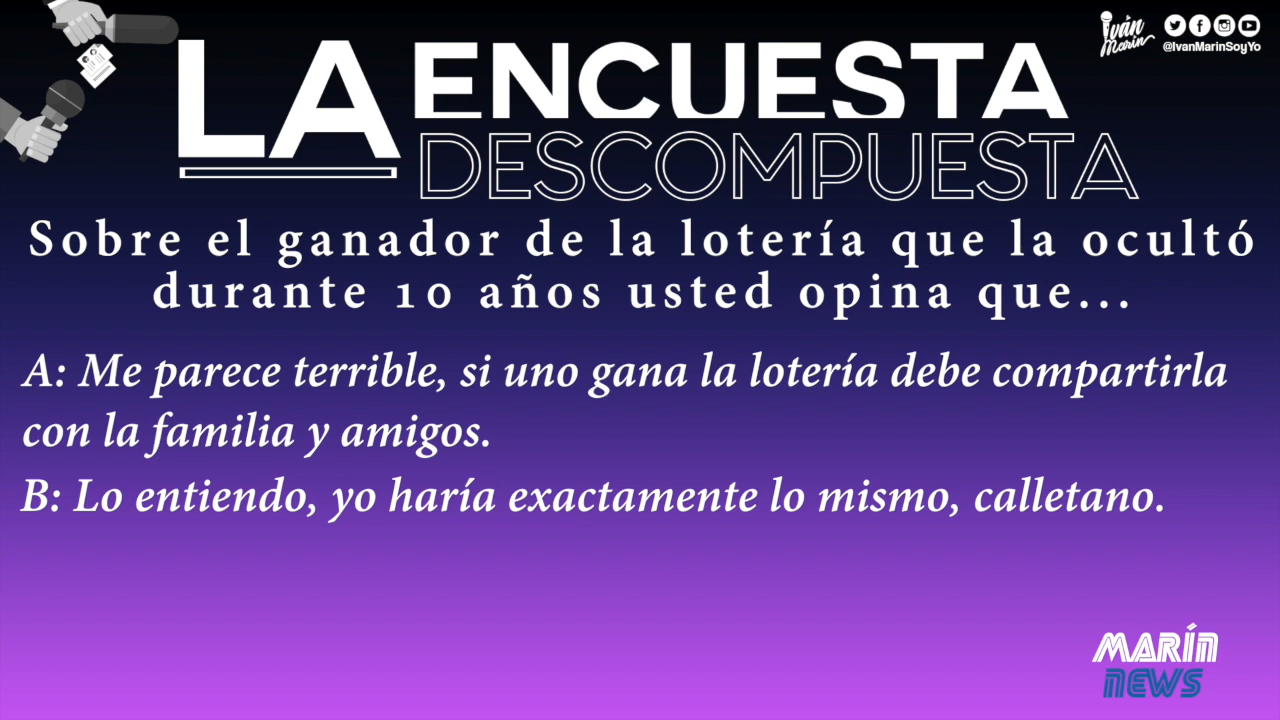 Iván
Marín
@IvanMarinSoyYo
LA ENCUESTA
DESCOMPUESTA
Sobre el ganador de la lotería que la ocultó
durante 10 años usted opina que...
A: Me parece terrible, si uno gana la lotería debe compartirla
con la familia y amigos.
B: Lo entiendo, yo haría exactamente lo mismo, calletano.
MARÍN
NEWS